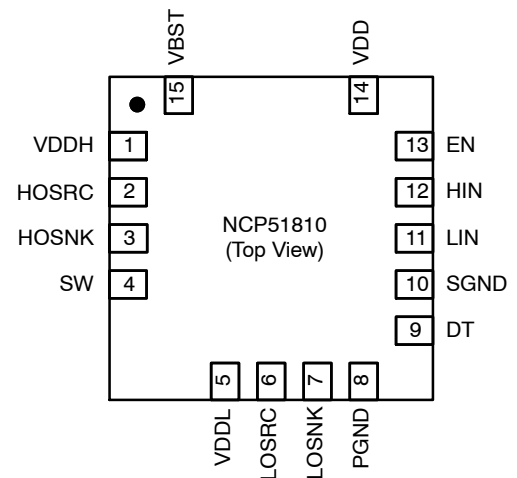 VBST
VDD
15
14
VDDH 1
13 EN
HOSRC 2
12 HIN
HOSNK 3
11 LIN
SW 4
10 SGND
9 DT
NCP51810
(Top View)
5
6
7
8
VDDL
LOSRC
LOSNK
PGND